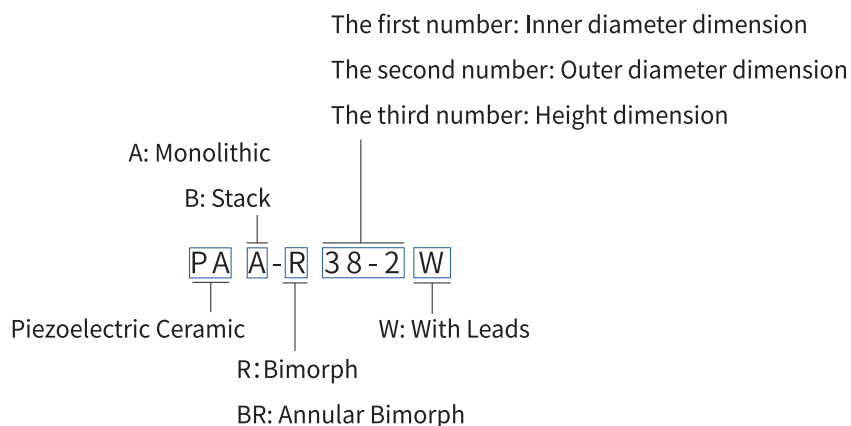 The first number: Inner diameter dimension
The second number: Outer diameter dimension
The third number: Height dimension
A: Monolithic
B: Stack
PA A-R 38-2 W
Piezoelectric Ceramic
W: With Leads
R:Bimorph
BR: Annular Bimorph